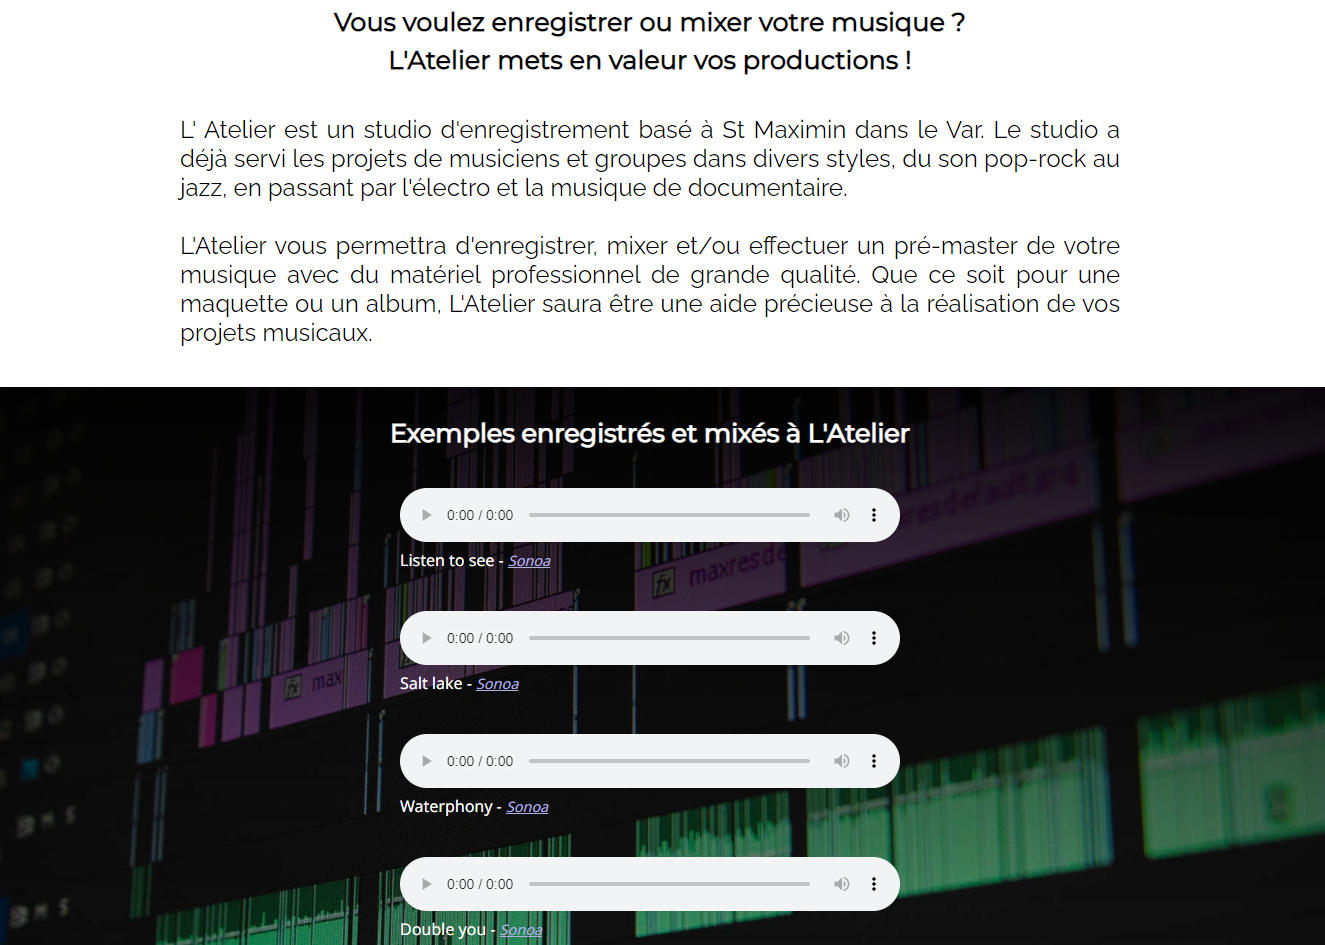 Vous voulez enregistrer ou mixer votre musique ?
L'Atelier mets en valeur vos productions !
L' Atelier est un studio d'enregistrement basé à St Maximin dans le Var. Le studio a
déjà servi les projets de musiciens et groupes dans divers styles, du son pop-rock au
jazz, en passant par l'électro et la musique de documentaire.
L'Atelier vous permettra d'enregistrer, mixer et/ou effectuer un pré-master de votre
musique avec du matériel professionnel de grande qualité. Que ce soit pour une
maquette ou un album, L'Atelier saura être une aide précieuse à la réalisation de vos
projets musicaux.
Exemples enregistrés et mixés à L'Atelier
0:00 / 0:00
Listen to see - Sonoa
fx maxresde
0:00 / 0:00
Salt lake - Sonoa
fx max
0:00 / 0:00
Waterphony - Sonoa
M S
0:00 / 0:00
Double you - Sonoa
M S